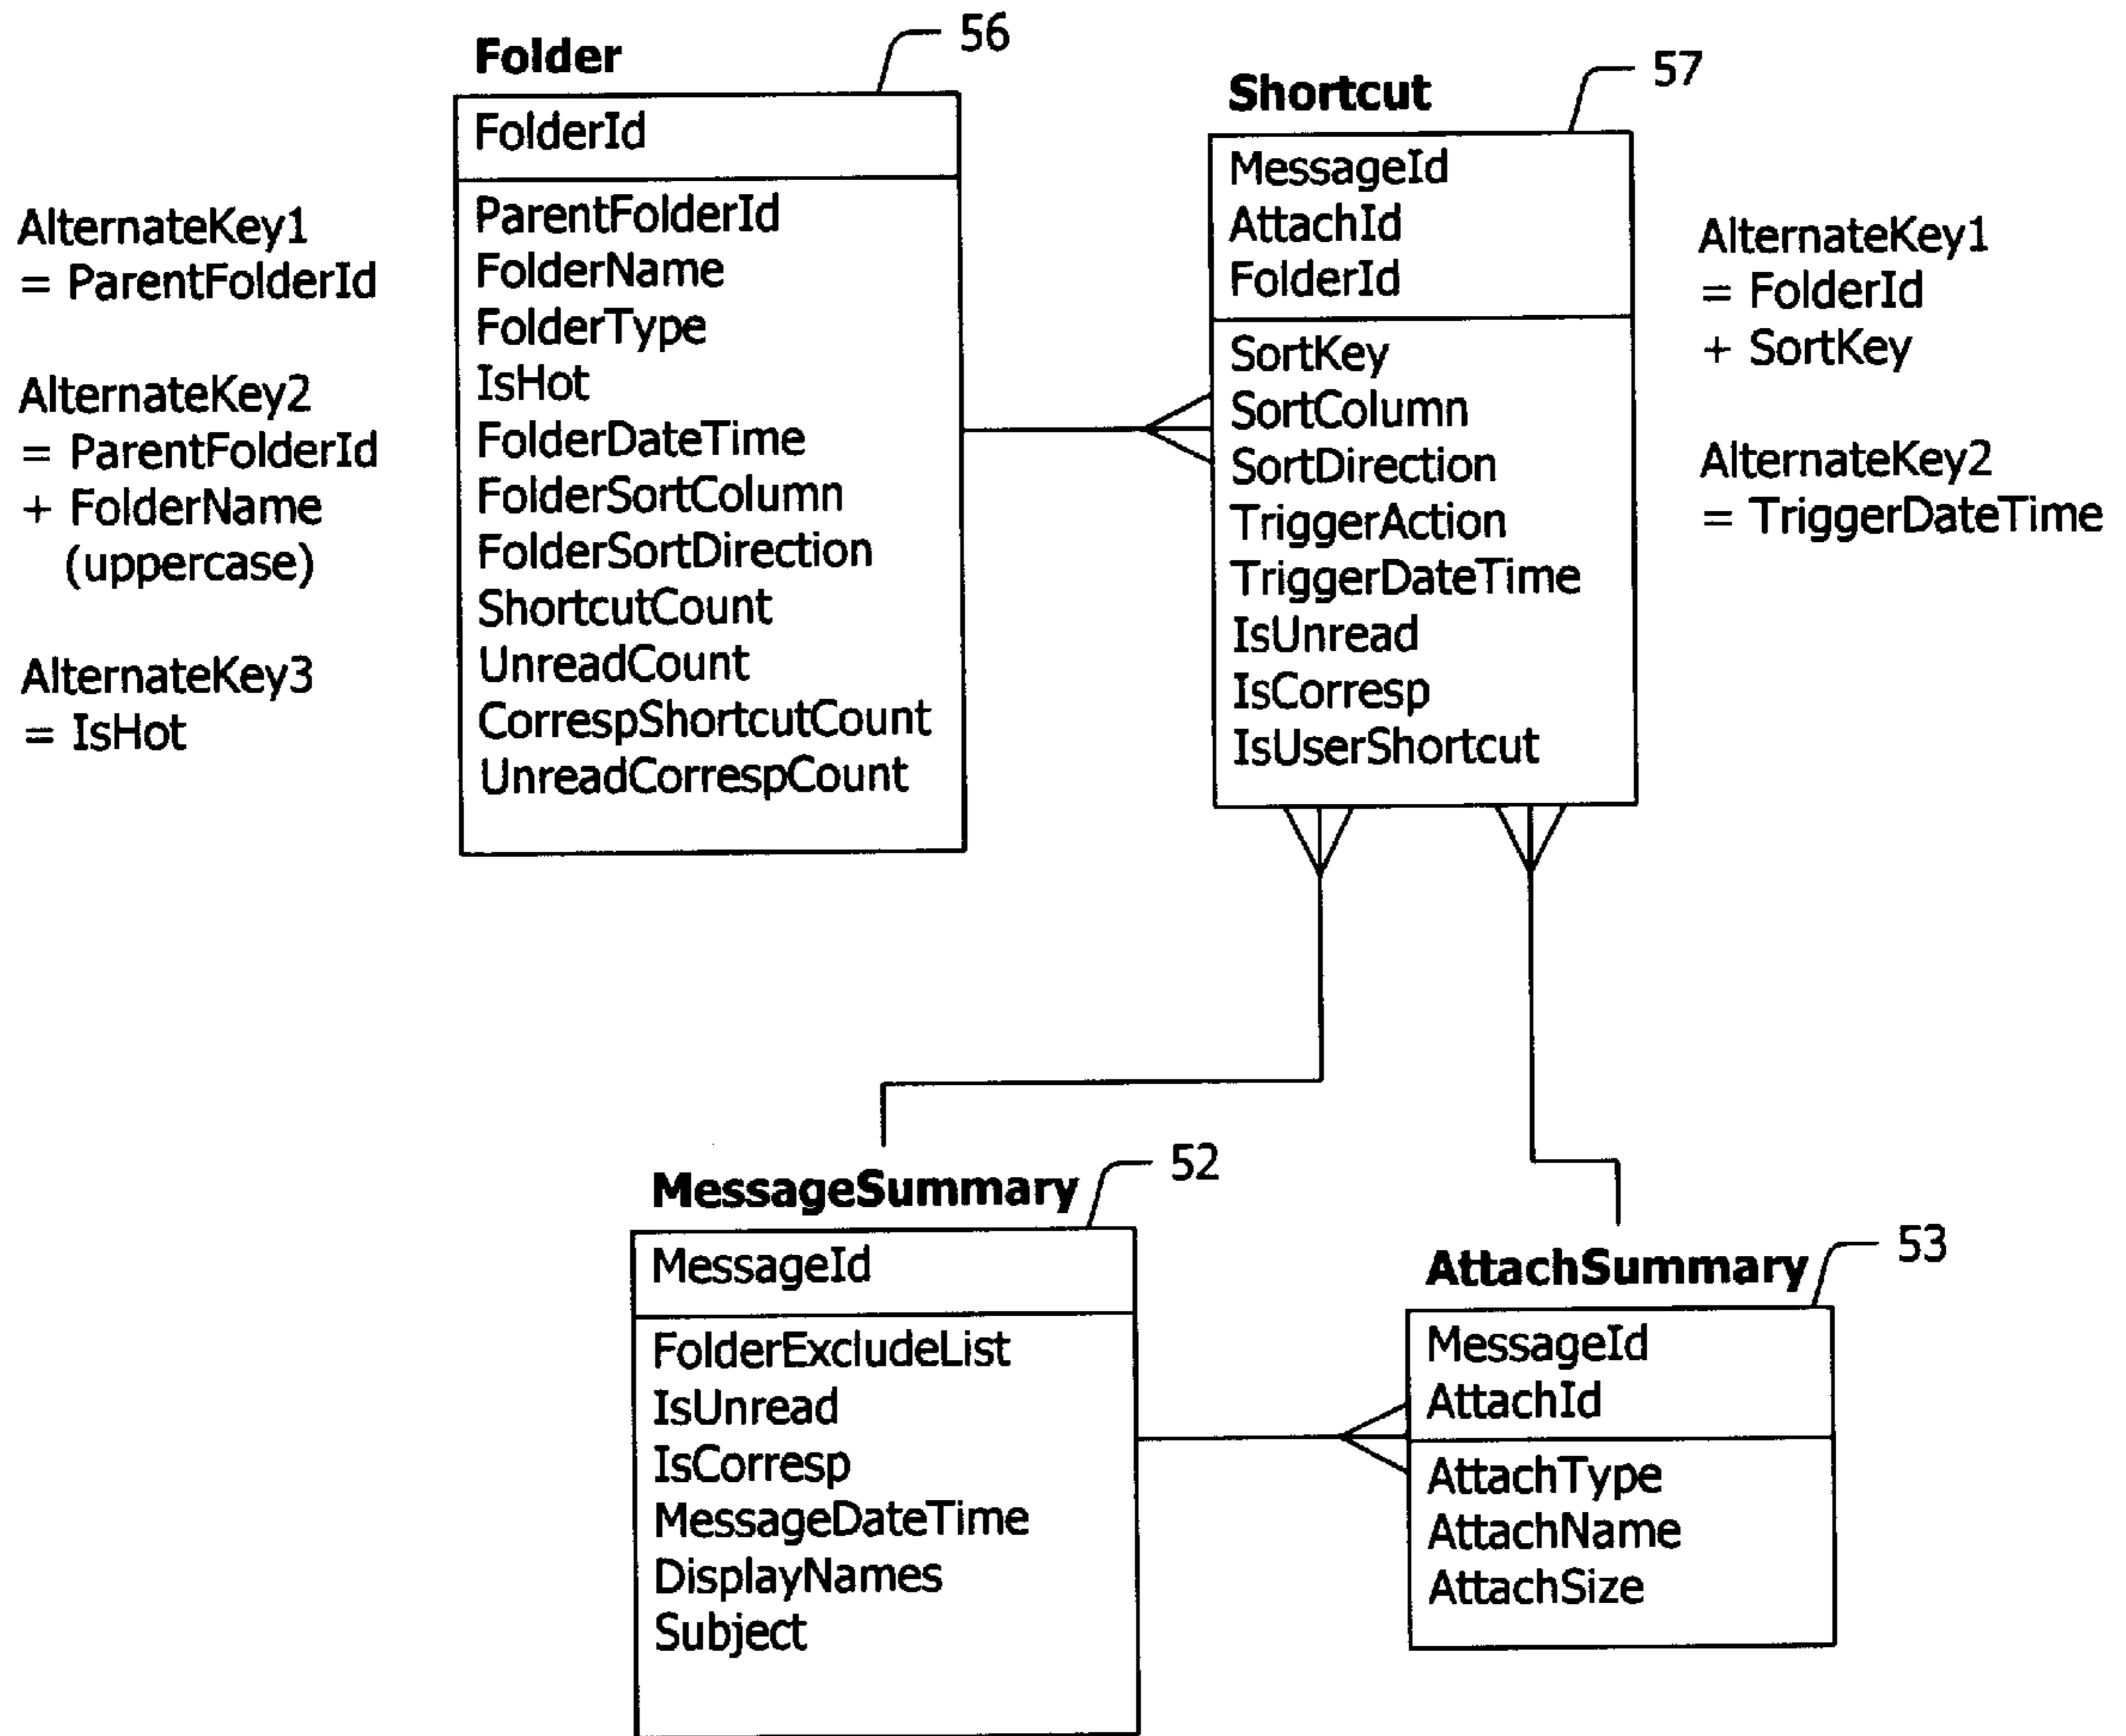 Folder
56
FolderId
ParentFolderId
FolderName
FolderType
IsHot
FolderDateTime
FolderSortColumn
FolderSortDirection
ShortcutCount
UnreadCount
CorrespShortcutCount
UnreadCorrespCount
AlternateKey1
= ParentFolderId
AlternateKey2
= ParentFolderId
+ FolderName
(uppercase)
AlternateKey3
= IsHot
Shortcut
57
MessageId
AttachId
FolderId
SortKey
SortColumn
SortDirection
TriggerAction
TriggerDateTime
IsUnread
IsCorresp
IsUserShortcut
AlternateKey1
= FolderId
+ SortKey
AlternateKey2
= TriggerDateTime
MessageSummary
52
MessageId
FolderExcludeList
IsUnread
IsCorresp
MessageDateTime
DisplayNames
Subject
AttachSummary
53
MessageId
AttachId
AttachType
AttachName
AttachSize